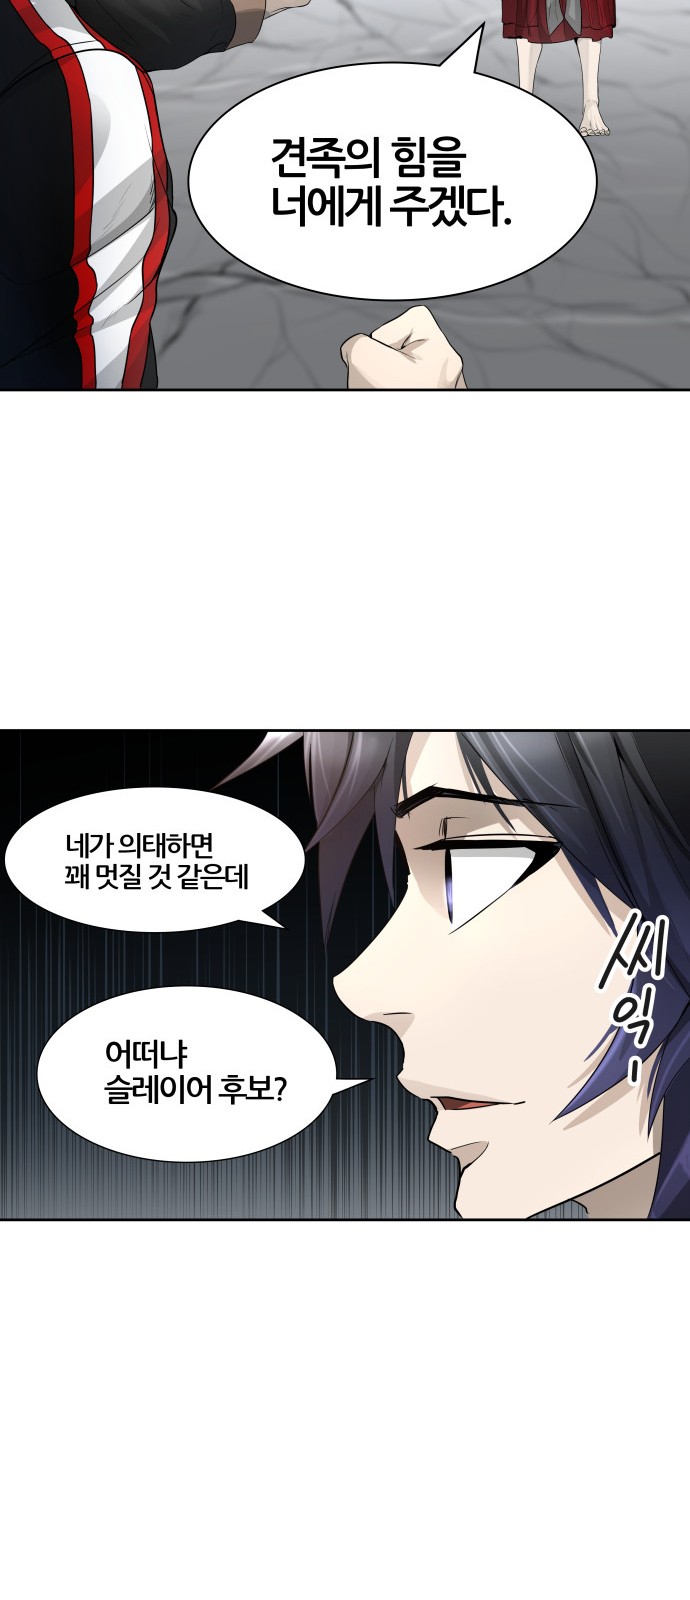 견족의 힘을
너에게 주겠다.
네가 의태하면
꽤 멋질 것 같은데
어떠냐
슬레이어 후보?
씨
익